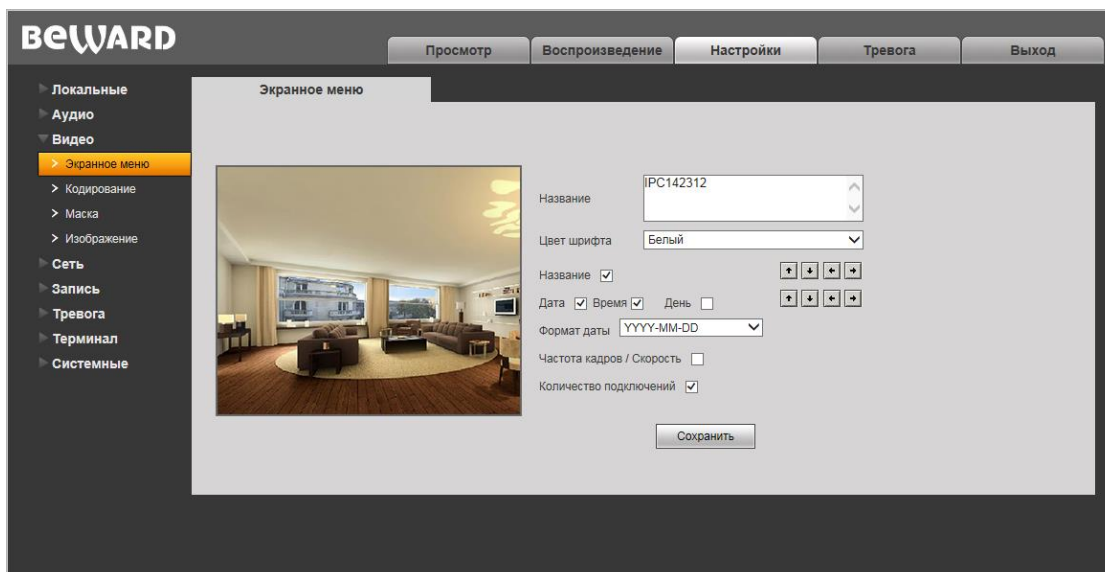 BEWARD
Просмотр Воспроизведение Настройки Тревога Выход
Локальные
Аудио
Видео
Экранное меню
Кодирование
Маска
Изображение
Сеть
Запись
Тревога
Терминал
Системные
Экранное меню
Название IPC142312
Цвет шрифта Белый
Название
Дата Время День
Формат даты YYYY-MM-DD
Частота кадров / Скорость
Количество подключений
Сохранить